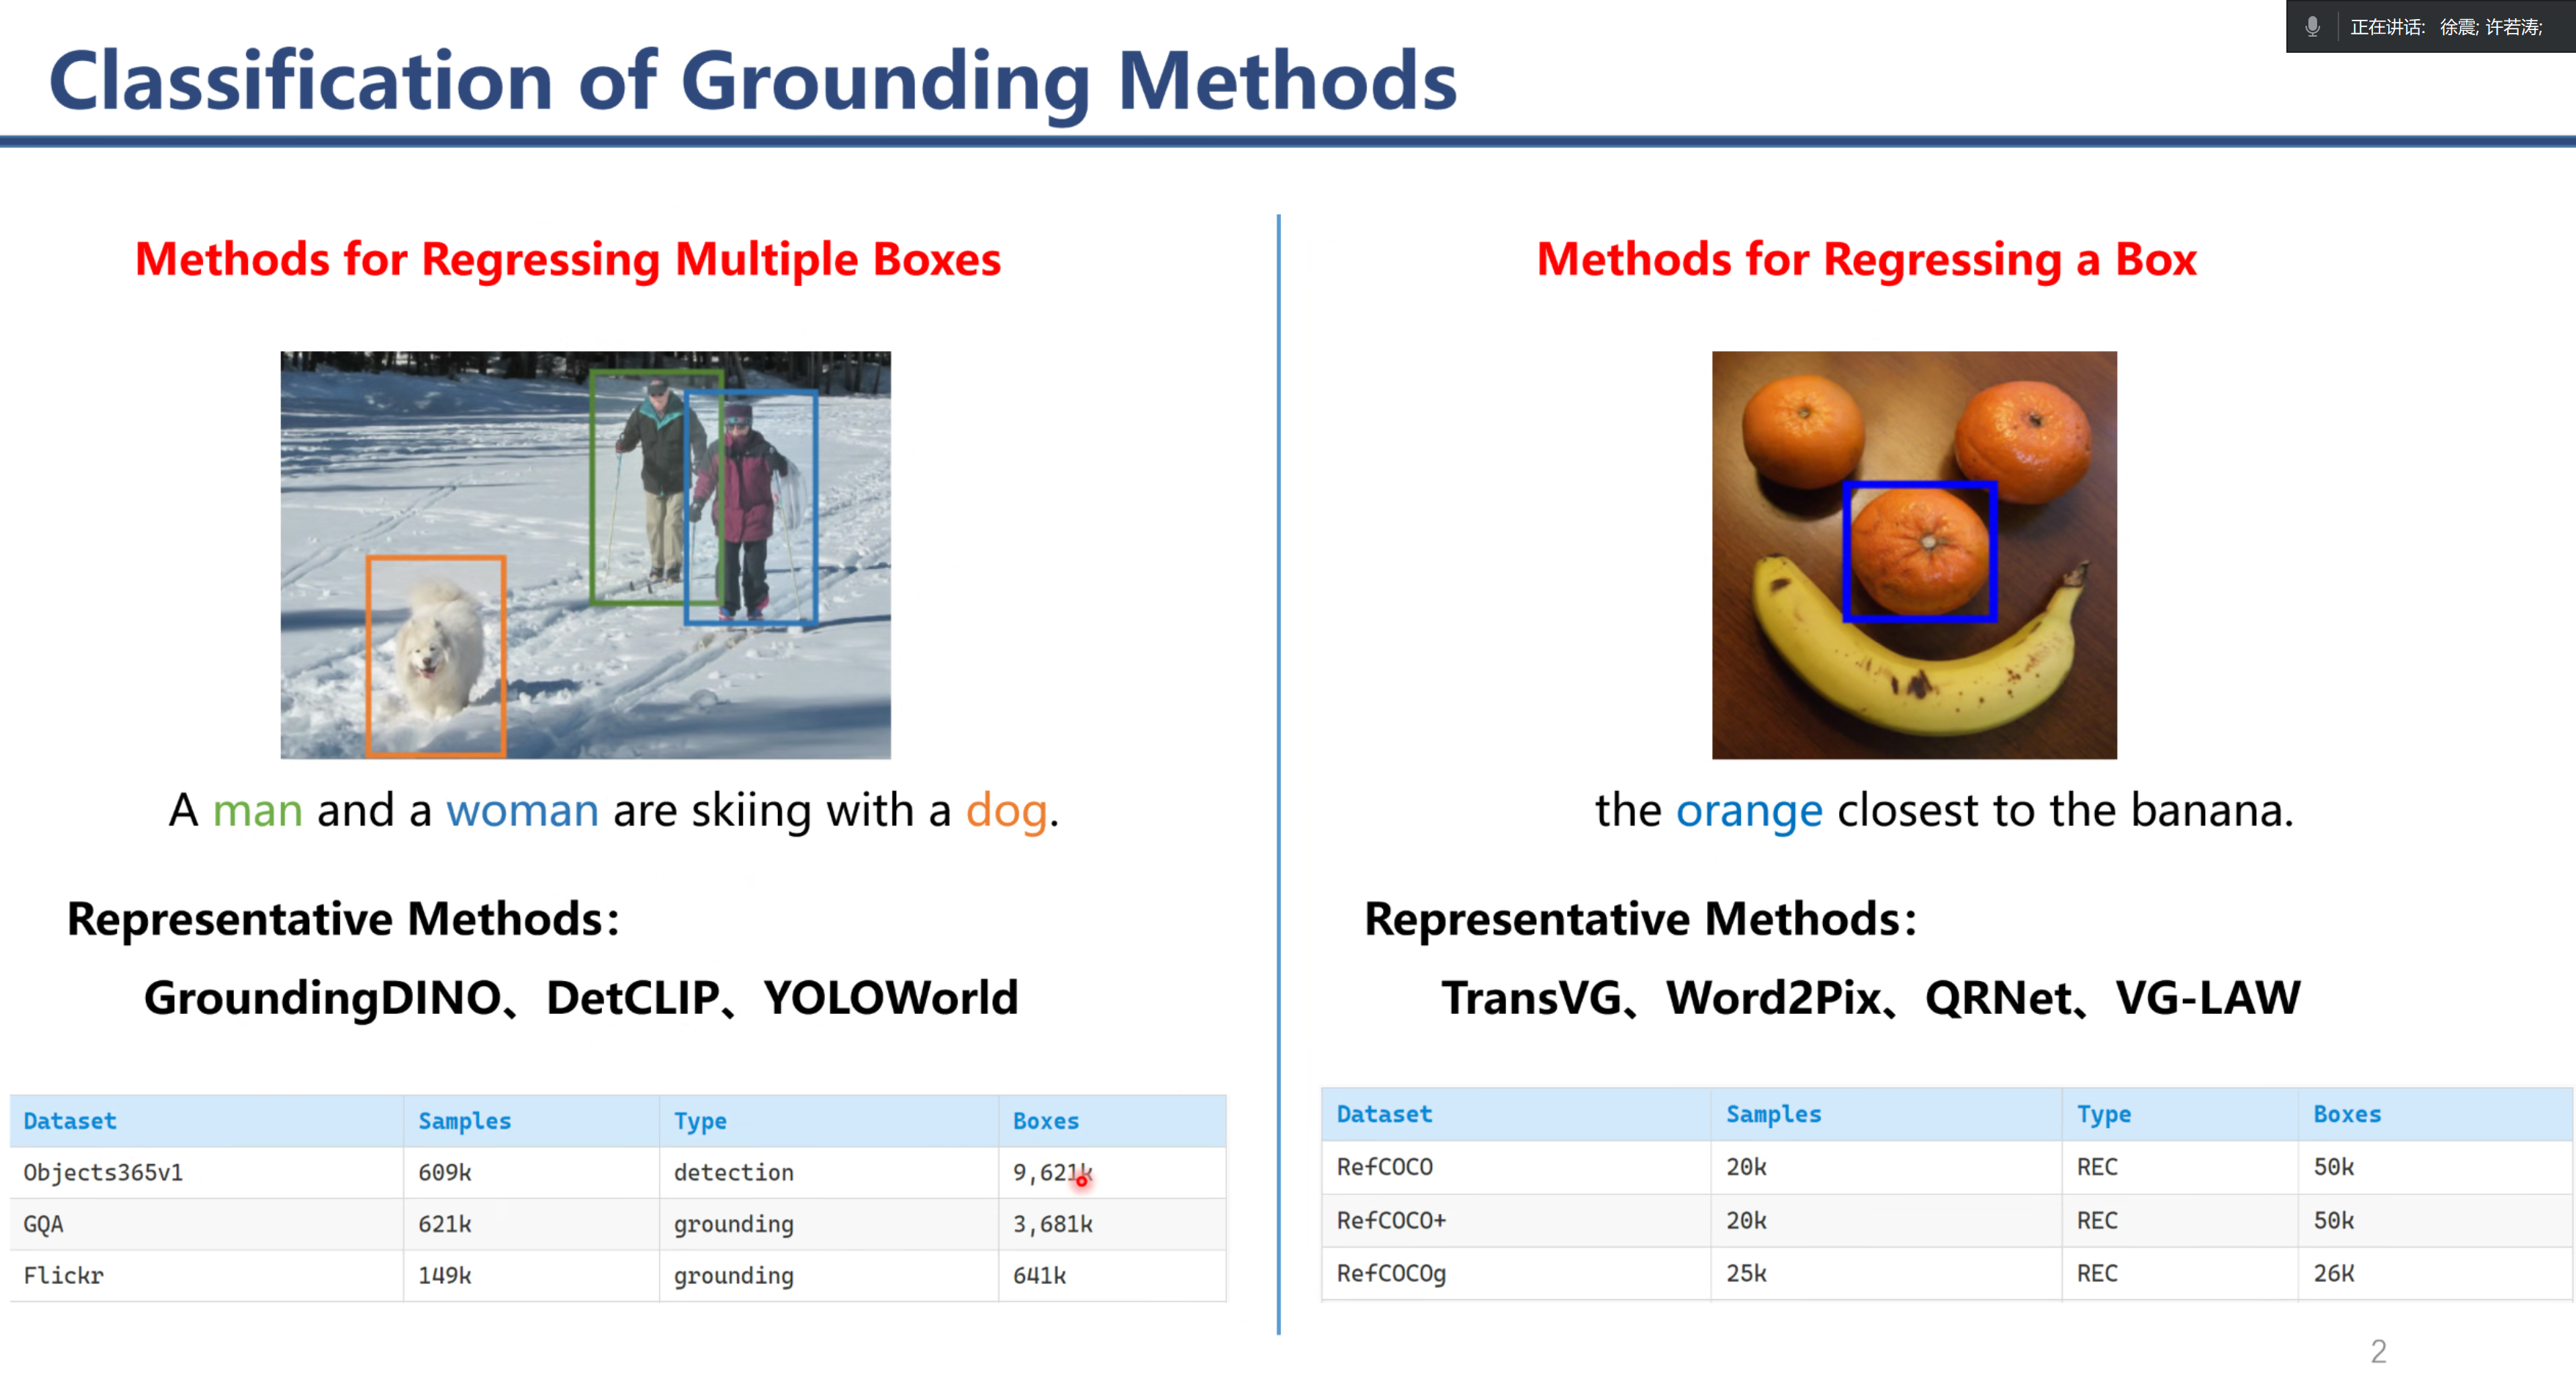 正在讲话: 徐震; 许若涛;
Classification of Grounding Methods
Methods for Regressing Multiple Boxes
A man and a woman are skiing with a dog.
Representative Methods:
GroundingDINO、DetCLIP、YOLOWorld
Dataset Samples Type Boxes
Objects365v1 609k detection 9,621k
GQA 621k grounding 3,681k
Flickr 149k grounding 641k
Methods for Regressing a Box
the orange closest to the banana.
Representative Methods:
TransVG、Word2Pix、QRNet、VG-LAW
Dataset Samples Type Boxes
RefCOCO 20k REC 50k
RefCOCO+ 20k REC 50k
RefCOCOg 25k REC 26K
2